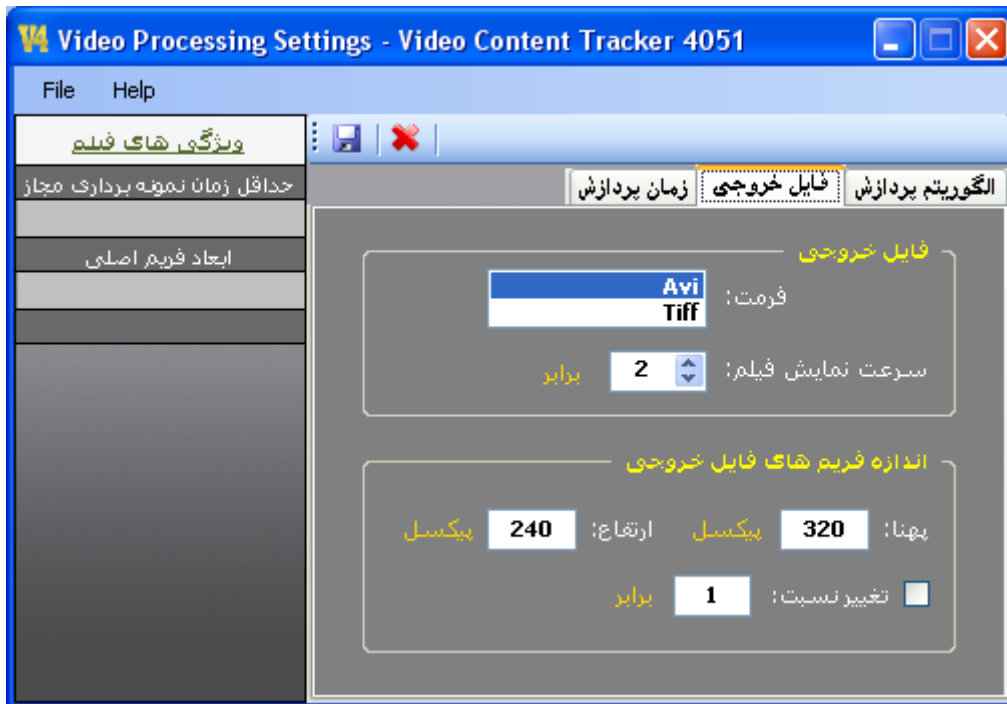 V4 Video Processing Settings - Video Content Tracker 4051
File Help
ویژگی های فیلم
حداقل زمان نمونه برداری مجاز
ابعاد فریم اصلی
الگوریتم پردازش فایل خروجی زمان پردازش
فایل خروجی
فرمت: Avi
Tiff
سرعت نمایش فیلم: 2 برابر
اندازه فریم های فایل خروجی
پهنا: 320 پیکسل ارتفاع: 240 پیکسل
تغییر نسبت: 1 برابر